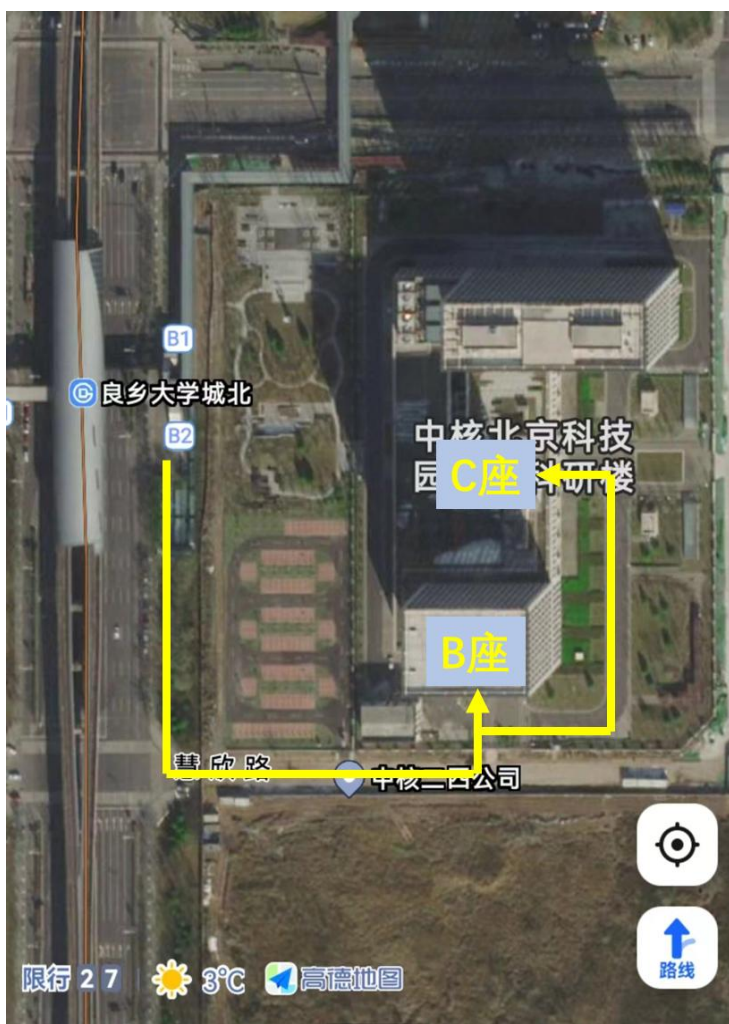 B1
良乡大学城北
B2
中核北京科技
园 科研楼
C座
B座
慧欣路
中核二四公司
路线
限行 2 7
3℃
高德地图